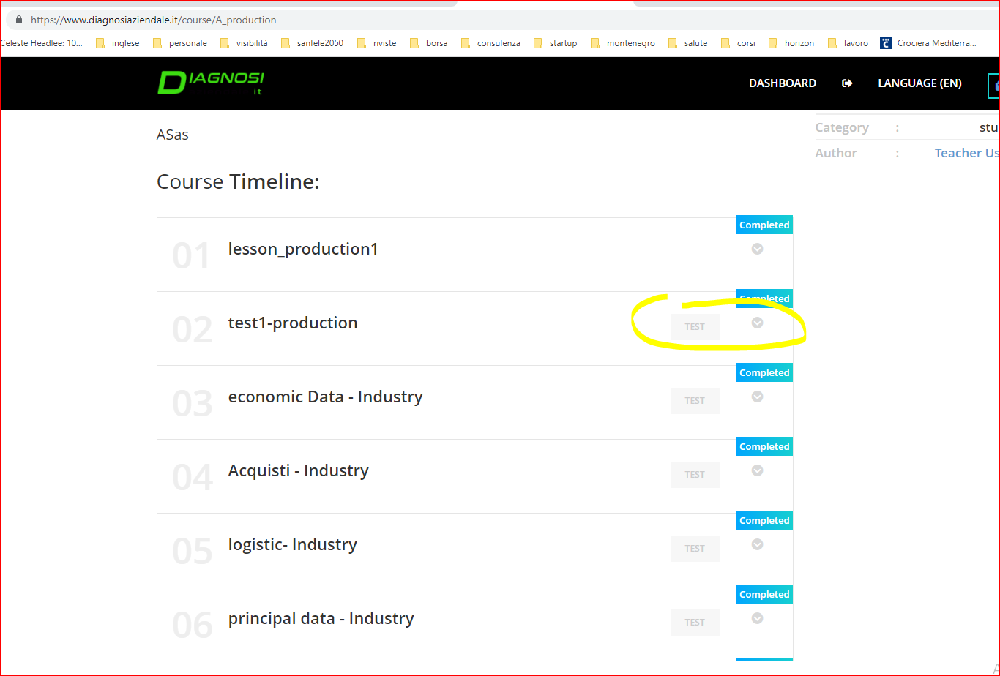 https://www.diagnosiaziendale.it/course/A_production
Celeste Headlee: 10... inglese personale visibilità sanfele2050 riviste borsa consulenza startup montenegro salute corsi horizon lavoro Crociera Mediterra...
DIAGNOSI
it
DASHBOARD LANGUAGE (EN)
Category : stu
Author : Teacher Us
ASas
Course Timeline:
Completed
01 lesson_production1
Completed
02 test1-production TEST
Completed
03 economic Data - Industry TEST
Completed
04 Acquisti - Industry TEST
Completed
05 logistic- Industry TEST
Completed
06 principal data - Industry TEST